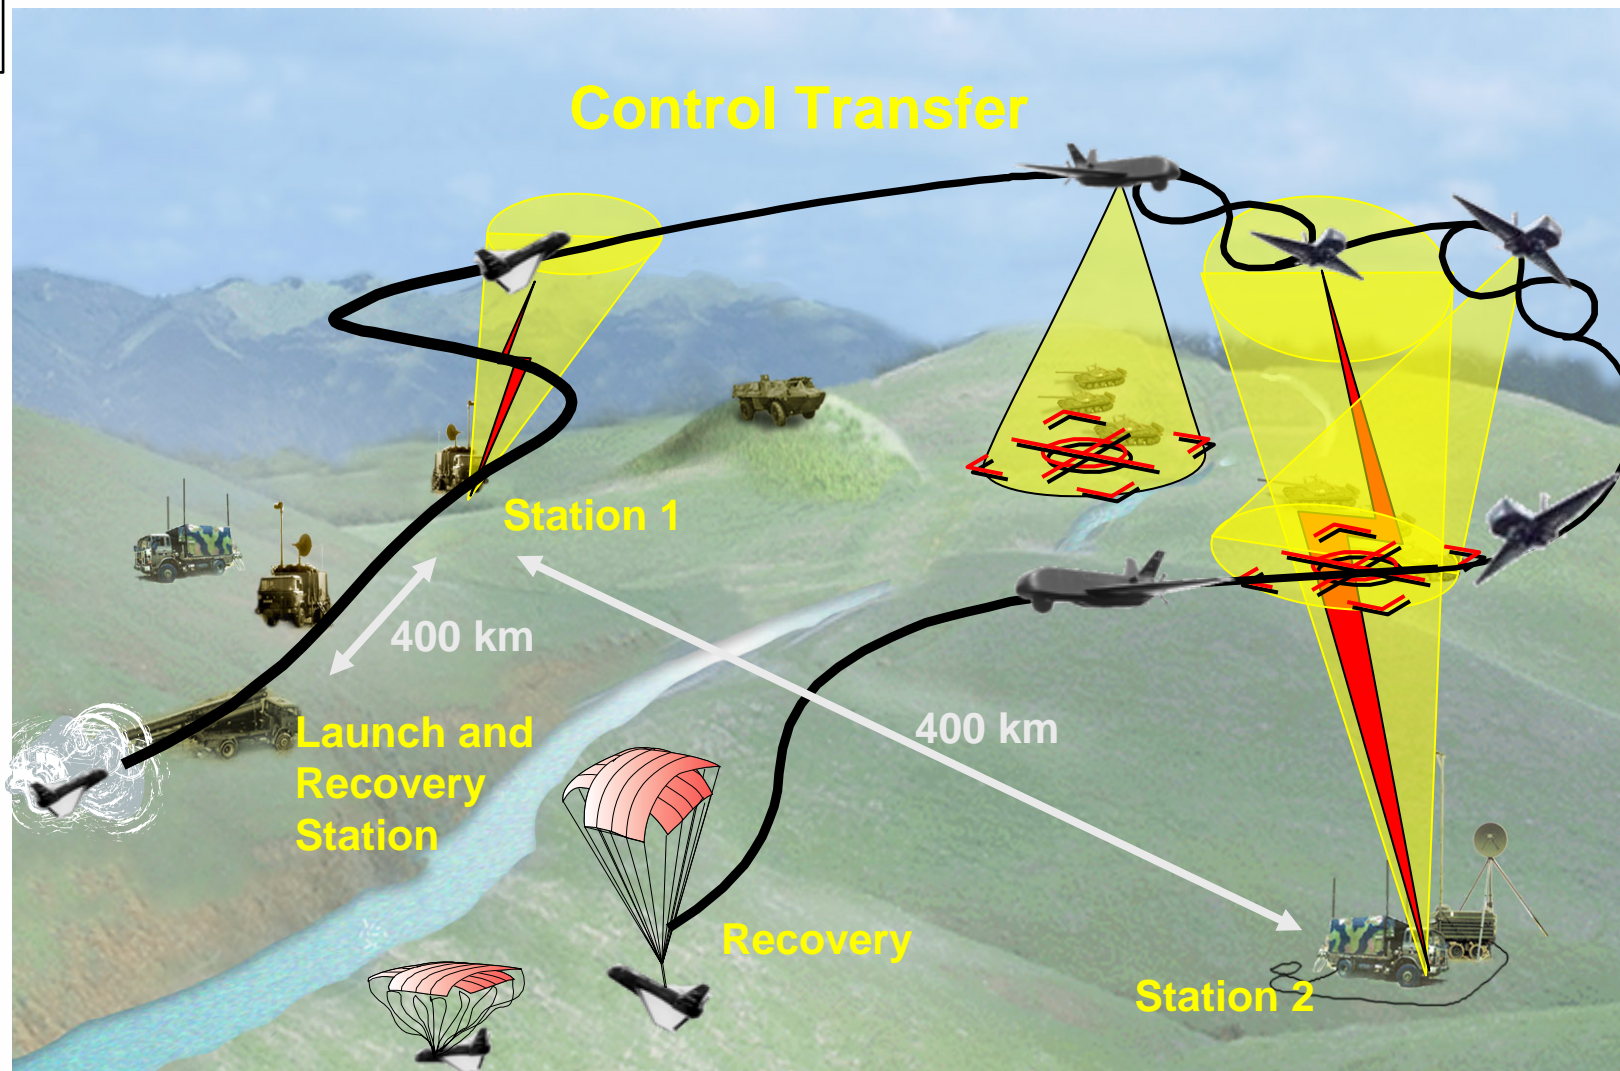 Control Transfer
Station 1
400 km
Launch and
Recovery
Station
400 km
Recovery
Station 2